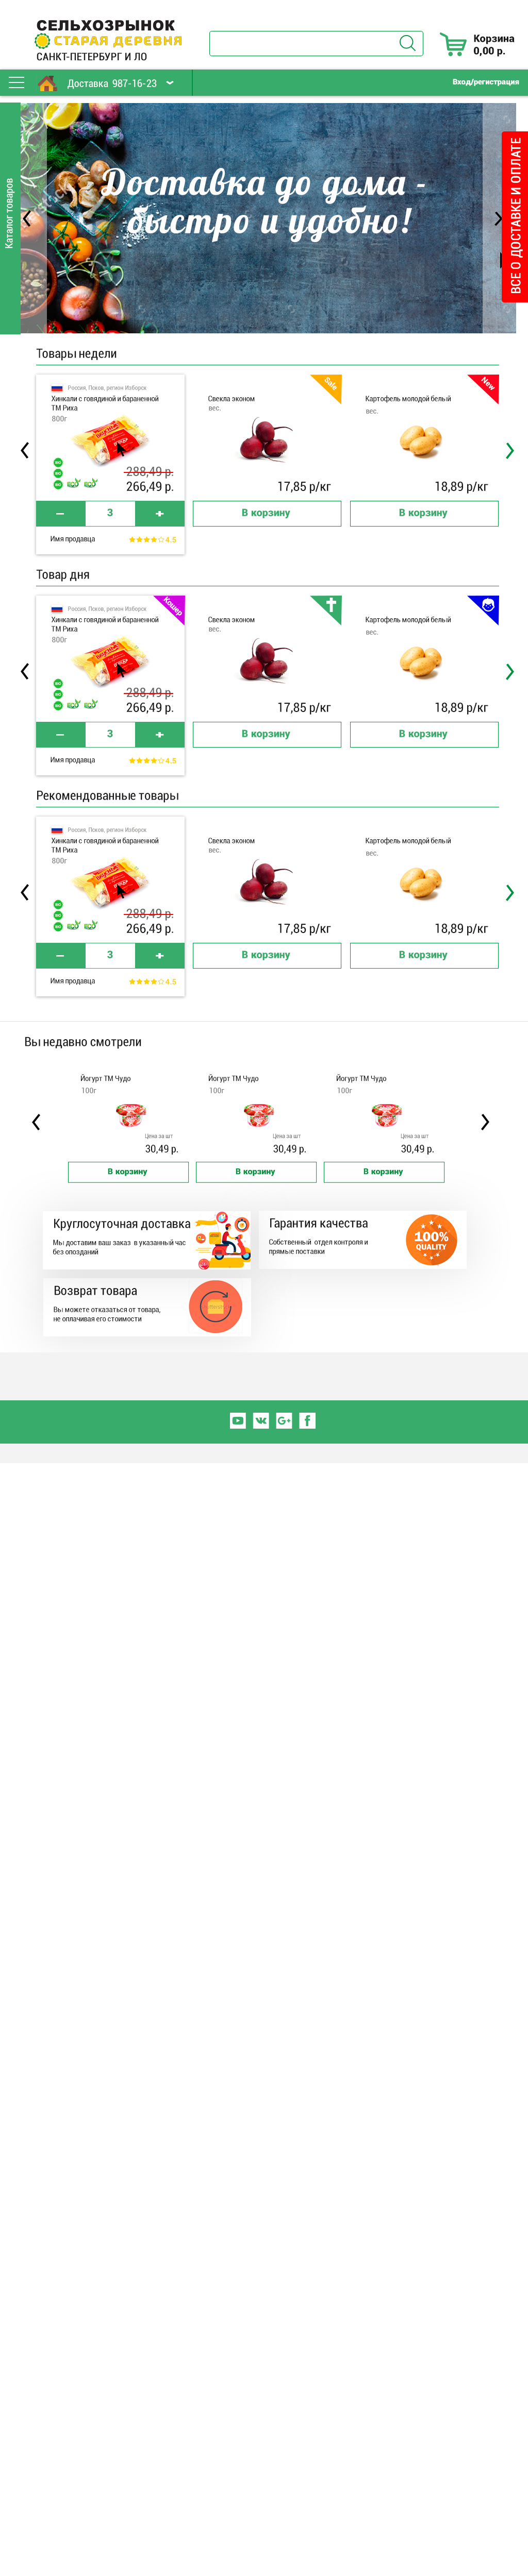 СЕЛЬХОЗРЫНОК
СТАРАЯ ДЕРЕВНЯ
САНКТ-ПЕТЕРБУРГ И ЛО
Корзина
0,00 р.
Доставка 987-16-23
Вход/регистрация
Каталог товаров
Доставка до дома -
быстро и удобно!
ВСЕ О ДОСТАВКЕ И ОПЛАТЕ
Товары недели
Россия, Псков, регион Изборск
Хинкали с говядиной и бараненной
ТМ Риха
800г
288,49 р.
266,49 р.
3
Имя продавца
4.5
Sale
Свекла эконом
вес.
17,85 р/кг
В корзину
New
Картофель молодой белый
вес.
18,89 р/кг
В корзину
Товар дня
Кошер
Россия, Псков, регион Изборск
Хинкали с говядиной и бараненной
ТМ Риха
800г
288,49 р.
266,49 р.
3
Имя продавца
4.5
Свекла эконом
вес.
17,85 р/кг
В корзину
Картофель молодой белый
вес.
18,89 р/кг
В корзину
Рекомендованные товары
Россия, Псков, регион Изборск
Хинкали с говядиной и бараненной
ТМ Риха
800г
288,49 р.
266,49 р.
3
Имя продавца
4.5
Свекла эконом
вес.
17,85 р/кг
В корзину
Картофель молодой белый
вес.
18,89 р/кг
В корзину
Вы недавно смотрели
Йогурт ТМ Чудо
100г
Цена за шт
30,49 р.
В корзину
Йогурт ТМ Чудо
100г
Цена за шт
30,49 р.
В корзину
Йогурт ТМ Чудо
100г
Цена за шт
30,49 р.
В корзину
Круглосуточная доставка
Мы доставим ваш заказ в указанный час
без опозданий
Гарантия качества
Собственный отдел контроля и
прямые поставки
100%
QUALITY
Возврат товара
Вы можете отказаться от товара,
не оплачивая его стоимости